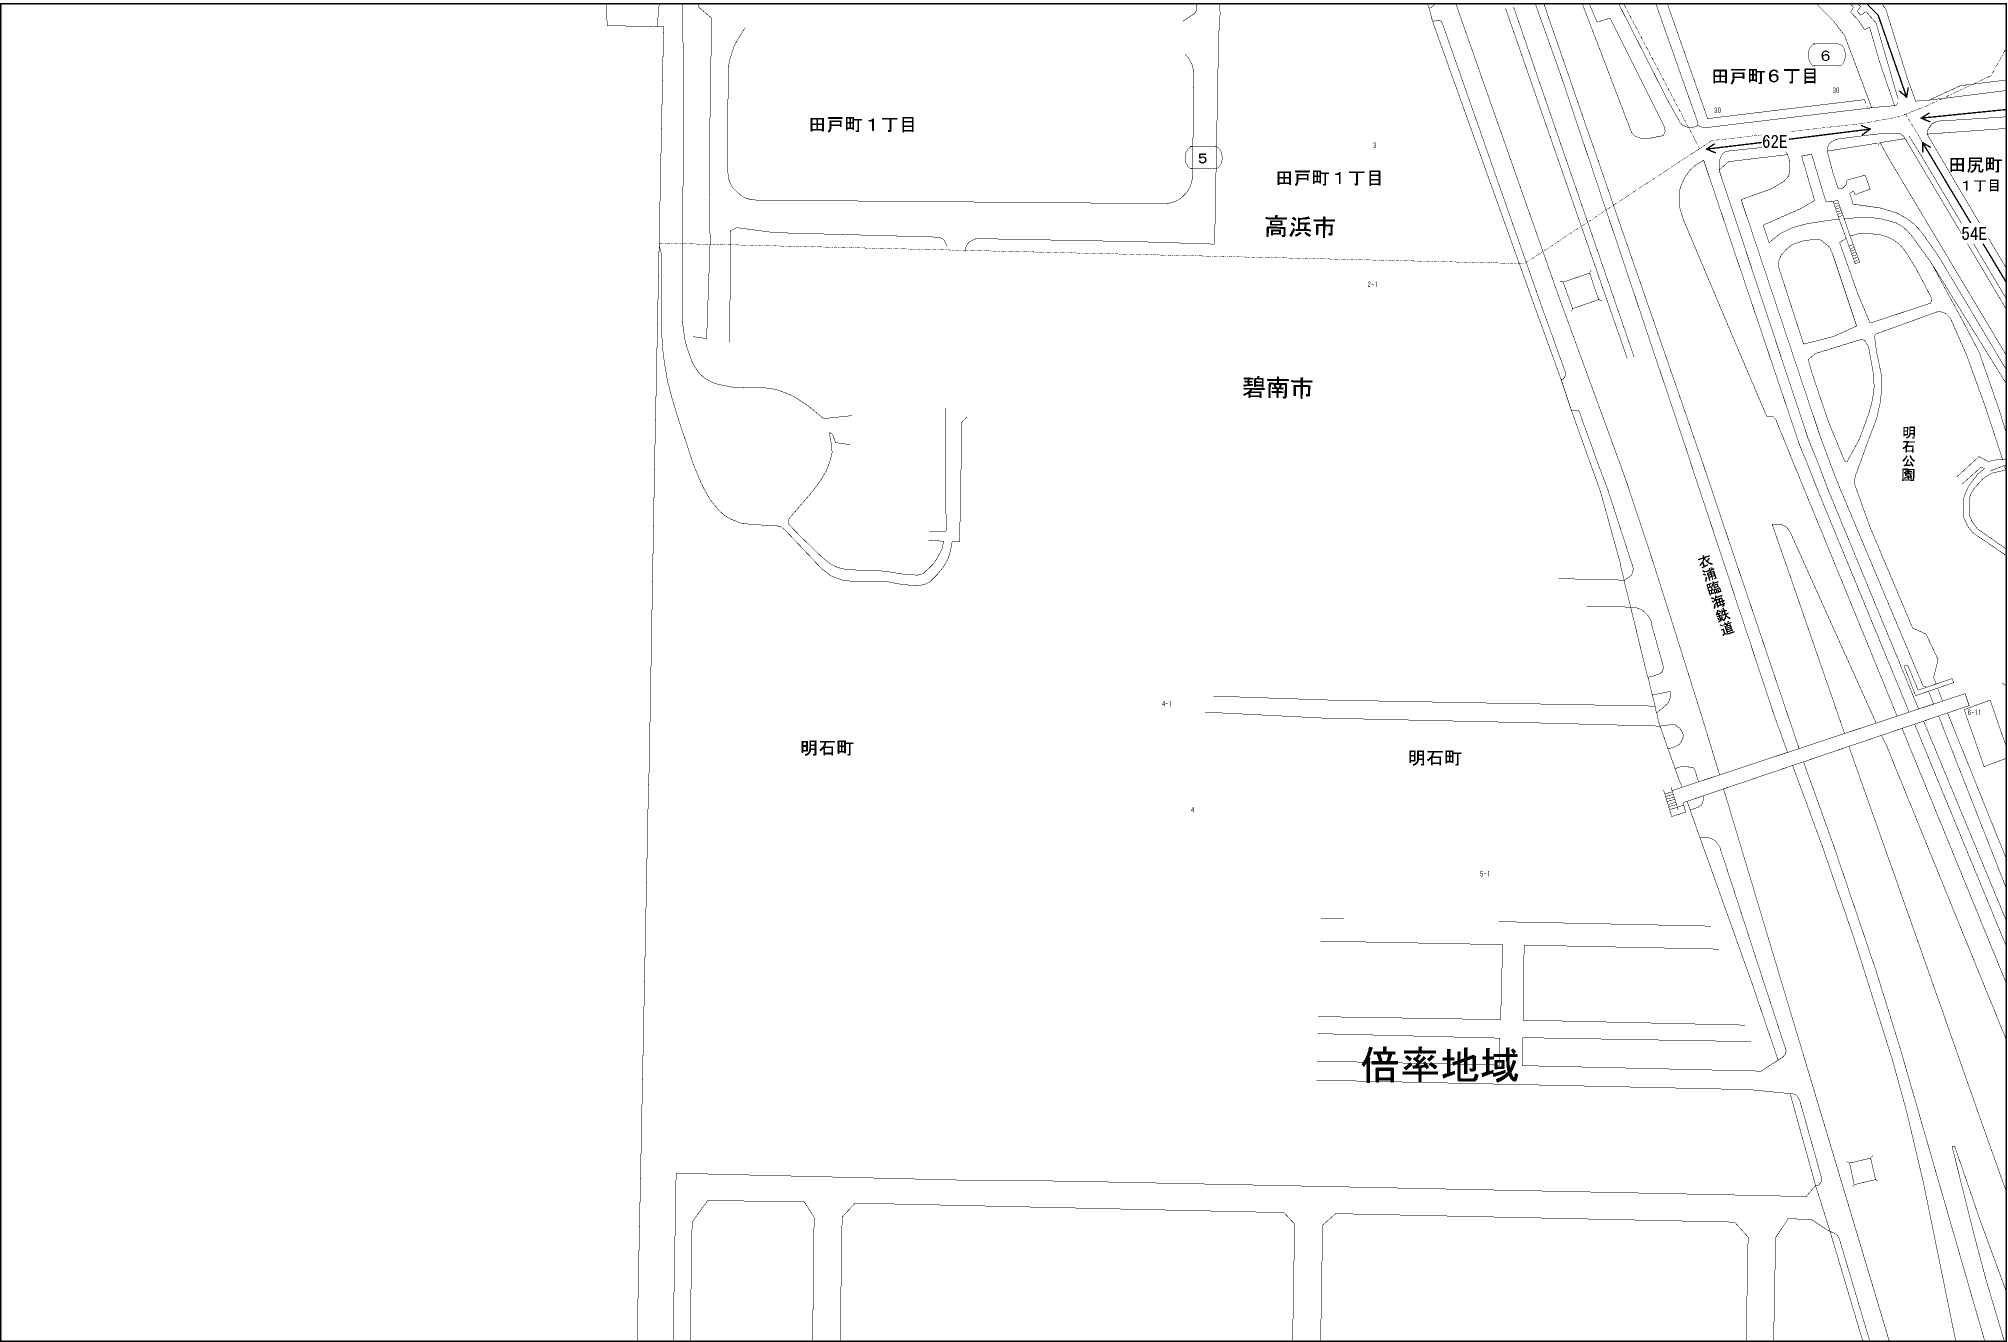 6
田戸町６丁目
30
30
田戸町１丁目
3
62E
5
田尻町
１丁目
田戸町１丁目
高浜市
54E
2-1
碧南市
明石公園
衣浦臨海鉄道
4-1
6-11
明石町
明石町
4
5-1
倍率地域